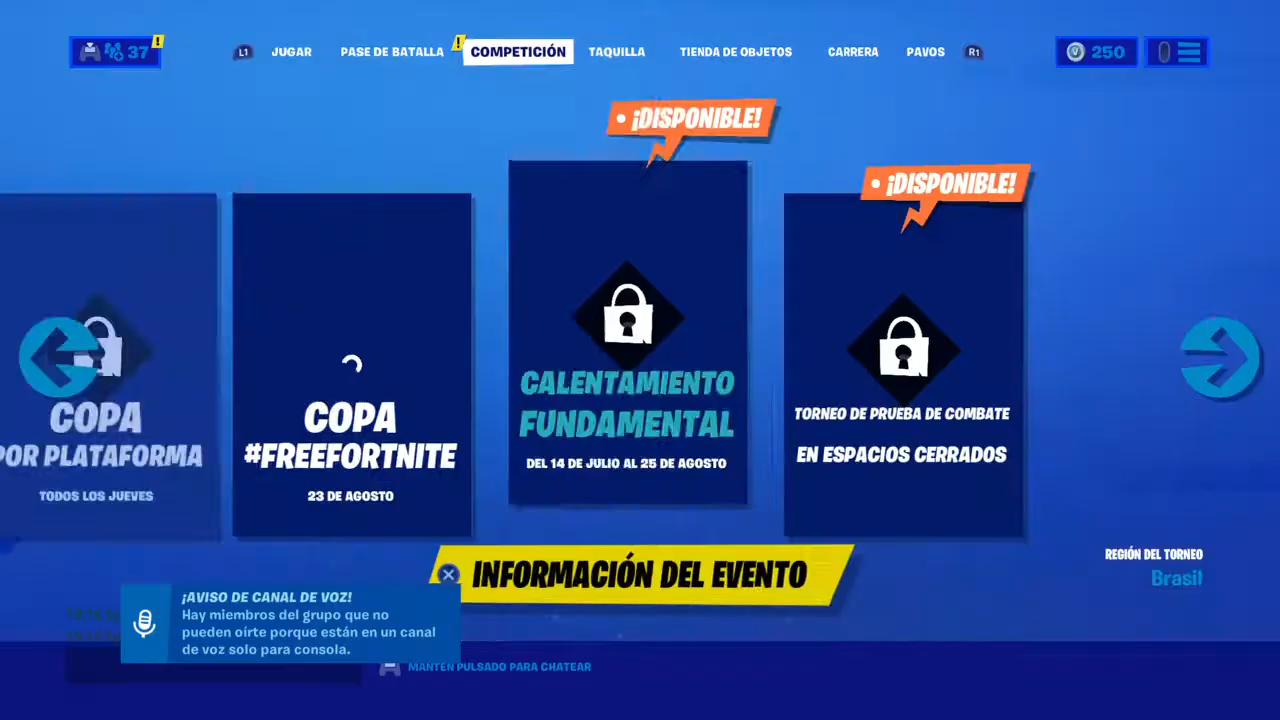 37
!
L1
JUGAR
PASE DE BATALLA
!
COMPETICIÓN
TAQUILLA
TIENDA DE OBJETOS
CARRERA
PAVOS
R1
250
¡DISPONIBLE!
¡DISPONIBLE!
COPA
POR PLATAFORMA
TODOS LOS JUEVES
COPA
#FREEFORTNITE
23 DE AGOSTO
CALENTAMIENTO
FUNDAMENTAL
DEL 14 DE JULIO AL 25 DE AGOSTO
TORNEO DE PRUEBA DE COMBATE
EN ESPACIOS CERRADOS
INFORMACIÓN DEL EVENTO
REGIÓN DEL TORNEO
Brasil
¡AVISO DE CANAL DE VOZ!
Hay miembros del grupo que no
pueden oírte porque están en un canal
de voz solo para consola.
MANTÉN PULSADO PARA CHATEAR